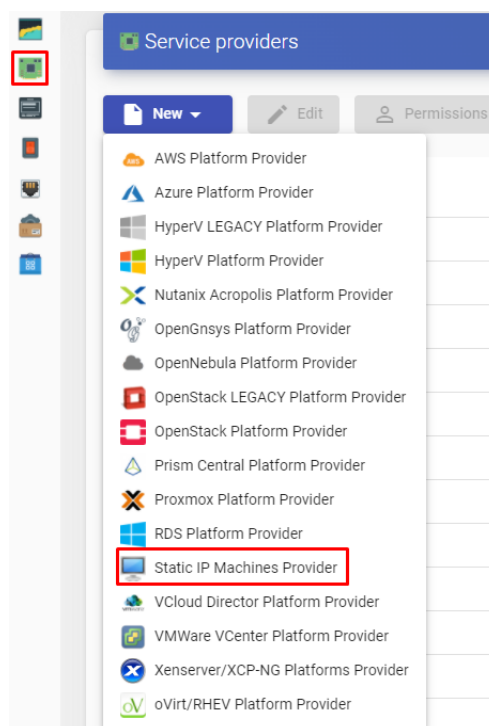 Service providers
New
Edit
Permissions
AWS Platform Provider
Azure Platform Provider
HyperV LEGACY Platform Provider
HyperV Platform Provider
Nutanix Acropolis Platform Provider
OpenGnsys Platform Provider
OpenNebula Platform Provider
OpenStack LEGACY Platform Provider
OpenStack Platform Provider
Prism Central Platform Provider
Proxmox Platform Provider
RDS Platform Provider
Static IP Machines Provider
VCloud Director Platform Provider
VMWare VCenter Platform Provider
Xenserver/XCP-NG Platforms Provider
oVirt/RHEV Platform Provider